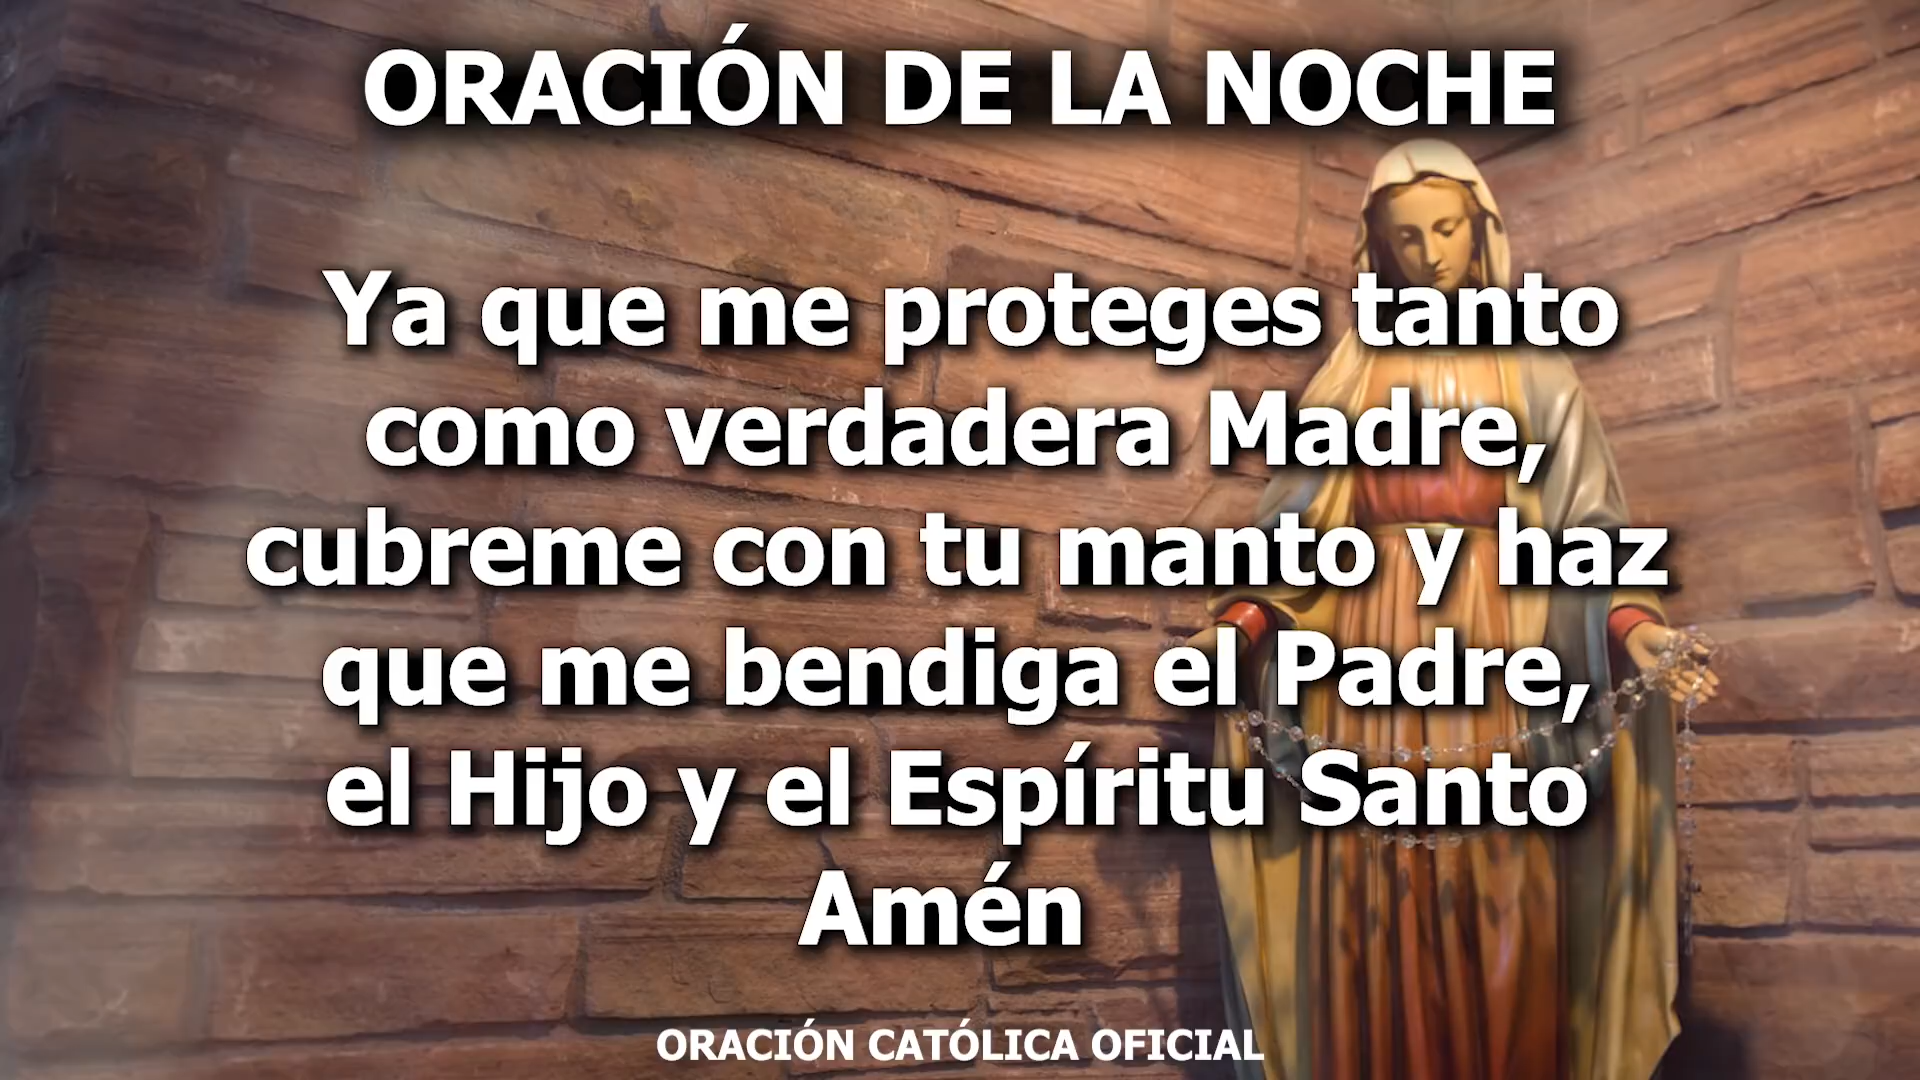 ORACIÓN DE LA NOCHE
Ya que me proteges tanto
como verdadera Madre,
cubreme con tu manto y haz
que me bendiga el Padre,
el Hijo y el Espíritu Santo
Amén
ORACIÓN CATÓLICA OFICIAL